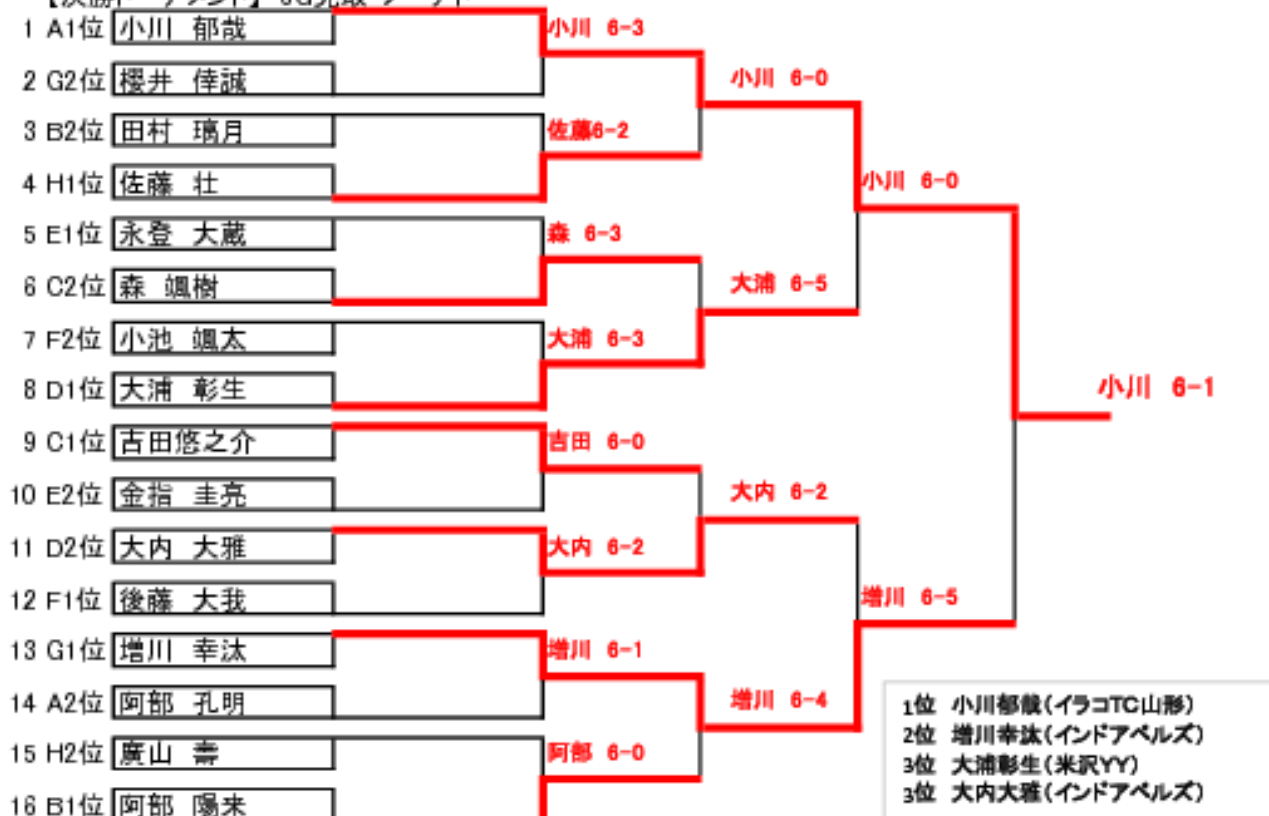 1 A1位 小川 郁哉
小川 6-3
2 G2位 櫻井 倖誠
小川 6-0
3 B2位 田村 璃月
佐藤6-2
4 H1位 佐藤 壮
小川 6-0
5 E1位 永登 大蔵
森 6-3
6 C2位 森 颯樹
大浦 6-5
7 F2位 小池 颯太
大浦 6-3
8 D1位 大浦 彰生
小川 6-1
9 C1位 吉田悠之介
吉田 6-0
10 E2位 金指 圭亮
大内 6-2
11 D2位 大内 大雅
大内 6-2
12 F1位 後藤 大我
増川 6-5
13 G1位 増川 幸汰
増川 6-1
14 A2位 阿部 孔明
増川 6-4
15 H2位 廣山 壽
阿部 6-0
16 B1位 阿部 陽来
1位 小川郁哉(イラコTC山形)
2位 増川幸汰(インドアペルズ)
3位 大浦彰生(米沢YY)
3位 大内大雅(インドアペルズ)